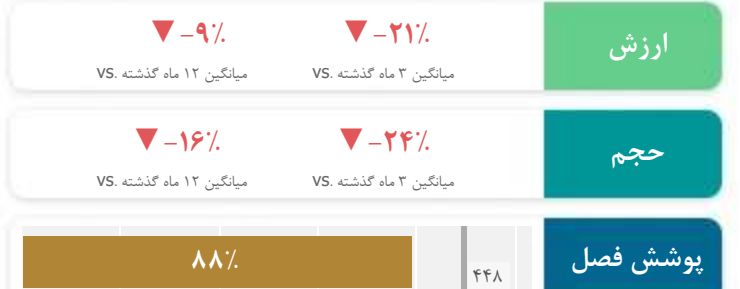 ارزش
▼ -۲۱٪ ▼ -۹٪
میانگین ۳ ماه گذشته .VS میانگین ۱۲ ماه گذشته .VS
حجم
▼ -۲۴٪ ▼ -۱۶٪
میانگین ۳ ماه گذشته .VS میانگین ۱۲ ماه گذشته .VS
پوشش فصل
۸۸٪
۴۴۸